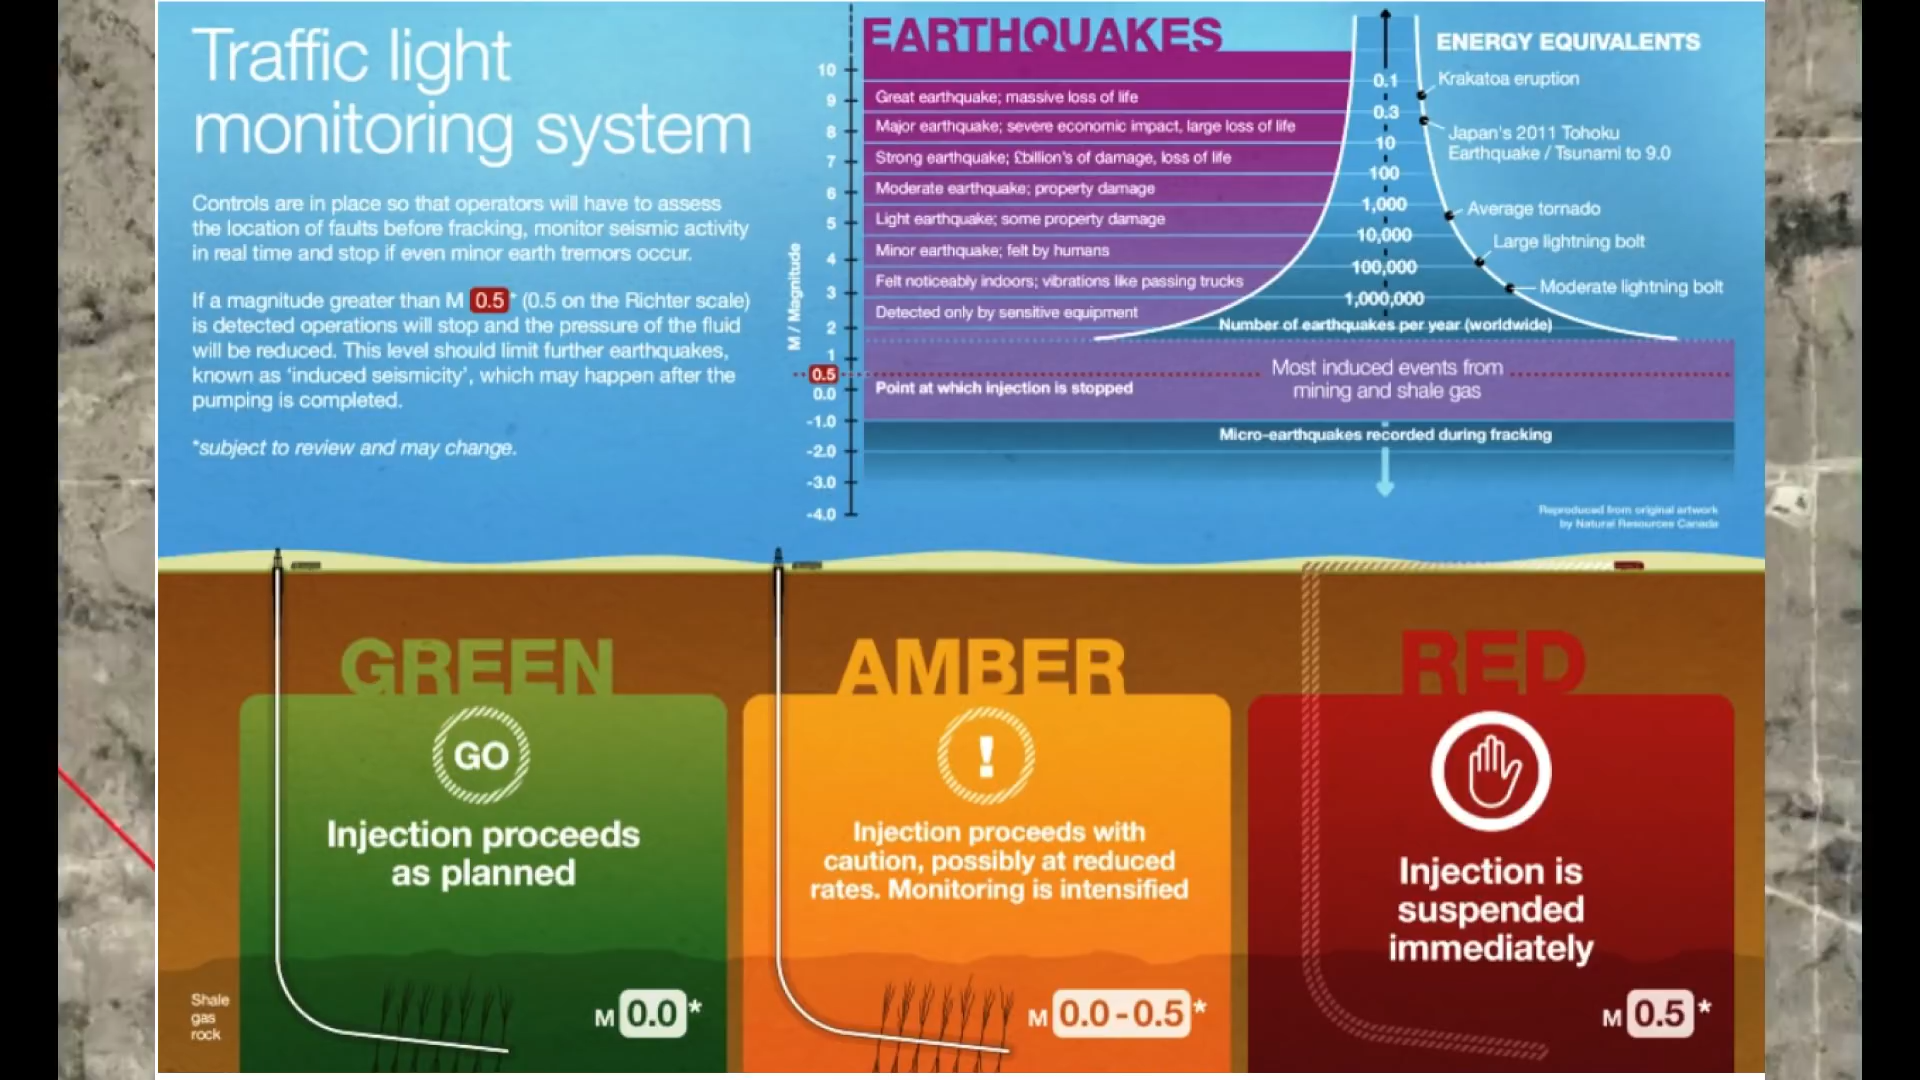 Traffic light
monitoring system
Controls are in place so that operators will have to assess
the location of faults before fracking, monitor seismic activity
in real time and stop if even minor earth tremors occur.
If a magnitude greater than M 0.5* (0.5 on the Richter scale)
is detected operations will stop and the pressure of the fluid
will be reduced. This level should limit further earthquakes,
known as ‘induced seismicity’, which may happen after the
pumping is completed.
*subject to review and may change.
EARTHQUAKES
M / Magnitude
10
9
8
7
6
5
4
3
2
1
0.5
0.0
-1.0
-2.0
-3.0
-4.0
Great earthquake; massive loss of life
Major earthquake; severe economic impact, large loss of life
Strong earthquake; £billion's of damage, loss of life
Moderate earthquake; property damage
Light earthquake; some property damage
Minor earthquake; felt by humans
Felt noticeably indoors; vibrations like passing trucks
Detected only by sensitive equipment
Point at which injection is stopped
0.1
0.3
10
100
1,000
10,000
100,000
1,000,000
Number of earthquakes per year (worldwide)
Most induced events from
mining and shale gas
Micro-earthquakes recorded during fracking
ENERGY EQUIVALENTS
Krakatoa eruption
Japan's 2011 Tohoku
Earthquake / Tsunami to 9.0
Average tornado
Large lightning bolt
Moderate lightning bolt
Reproduced from original artwork
by Natural Resources Canada
GREEN
GO
Injection proceeds
as planned
M 0.0*
Shale
gas
rock
AMBER
!
Injection proceeds with
caution, possibly at reduced
rates. Monitoring is intensified
M 0.0 - 0.5*
RED
Injection is
suspended
immediately
M 0.5*